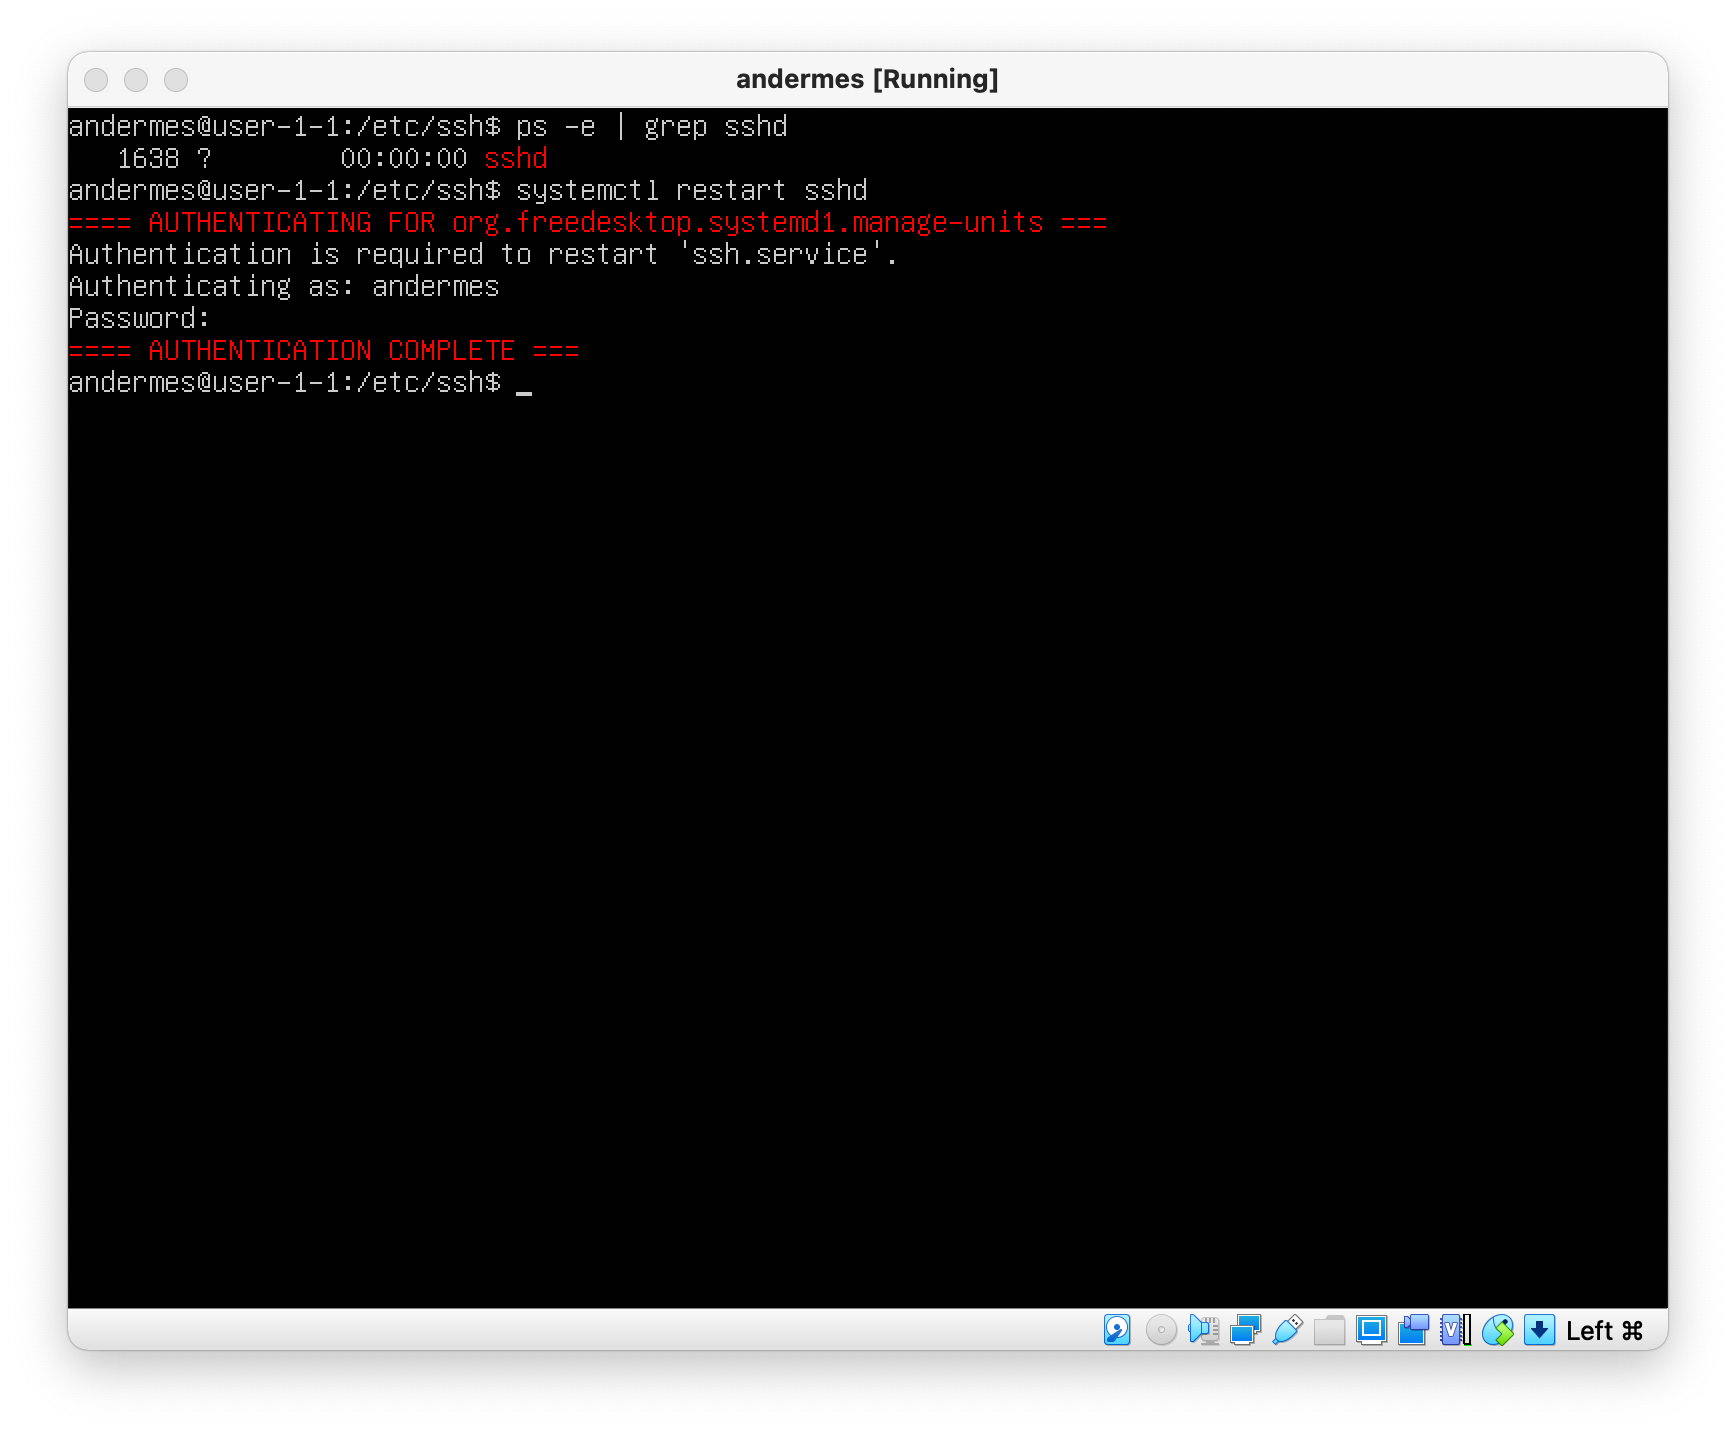 andermes [Running]
andermes@user-1-1:/etc/ssh$ ps -e | grep sshd
   1638 ?        00:00:00 sshd
andermes@user-1-1:/etc/ssh$ systemctl restart sshd
==== AUTHENTICATING FOR org.freedesktop.systemd1.manage-units ===
Authentication is required to restart 'ssh.service'.
Authenticating as: andermes
Password:
==== AUTHENTICATION COMPLETE ===
andermes@user-1-1:/etc/ssh$ _
Left ⌘